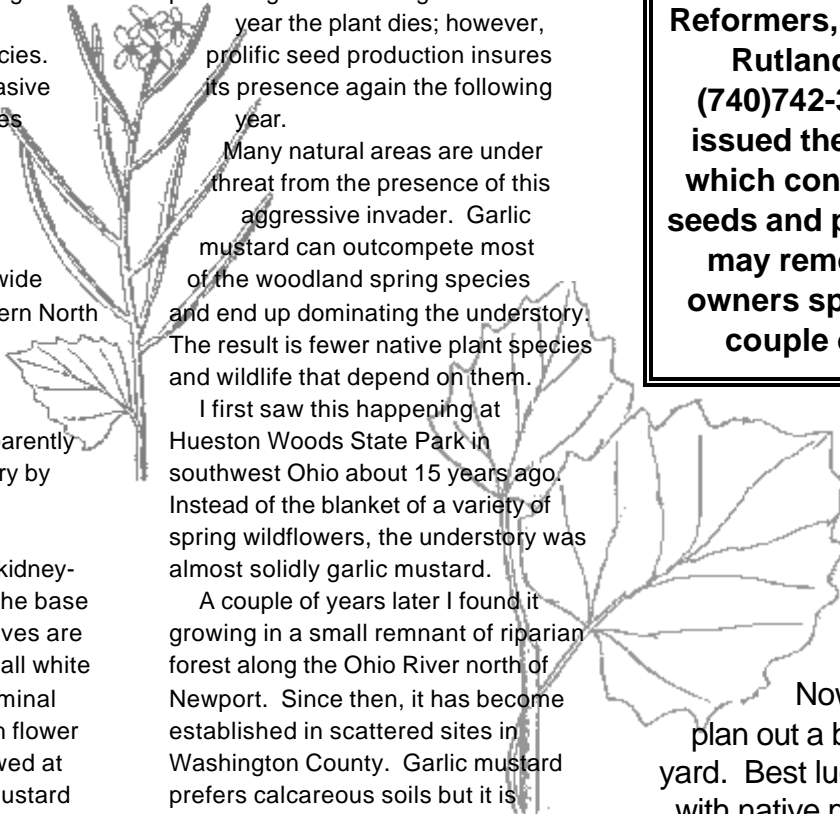 cies.
asive
es
wide
ern North
parently
ry by
kidney-
he base
ves are
all white
minal
n flower
wed at
ustard
year the plant dies; however,
prolific seed production insures
its presence again the following
year.
Many natural areas are under
threat from the presence of this
aggressive invader. Garlic
mustard can outcompete most
of the woodland spring species
and end up dominating the understory.
The result is fewer native plant species
and wildlife that depend on them.
I first saw this happening at
Hueston Woods State Park in
southwest Ohio about 15 years ago.
Instead of the blanket of a variety of
spring wildflowers, the understory was
almost solidly garlic mustard.
A couple of years later I found it
growing in a small remnant of riparian
forest along the Ohio River north of
Newport. Since then, it has become
established in scattered sites in
Washington County. Garlic mustard
prefers calcareous soils but it is
Reformers,
Rutland
(740)742-3
issued the
which con
seeds and p
may reme
owners sp
couple
Now
plan out a b
yard. Best lu
with native p